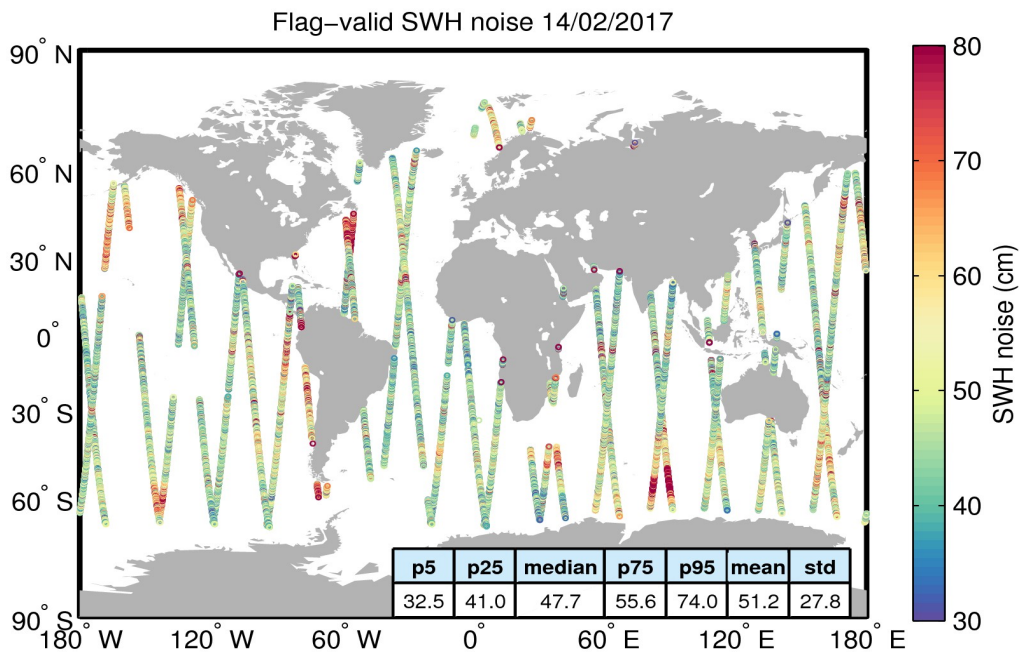 Flag−valid SWH noise 14/02/2017
90° N
60° N
30° N
0°
30° S
60° S
90° S
180° W
120° W
60° W
0°
60° E
120° E
180° E
80
70
60
50
40
30
SWH noise (cm)
p5 p25 median p75 p95 mean std
32.5 41.0 47.7 55.6 74.0 51.2 27.8